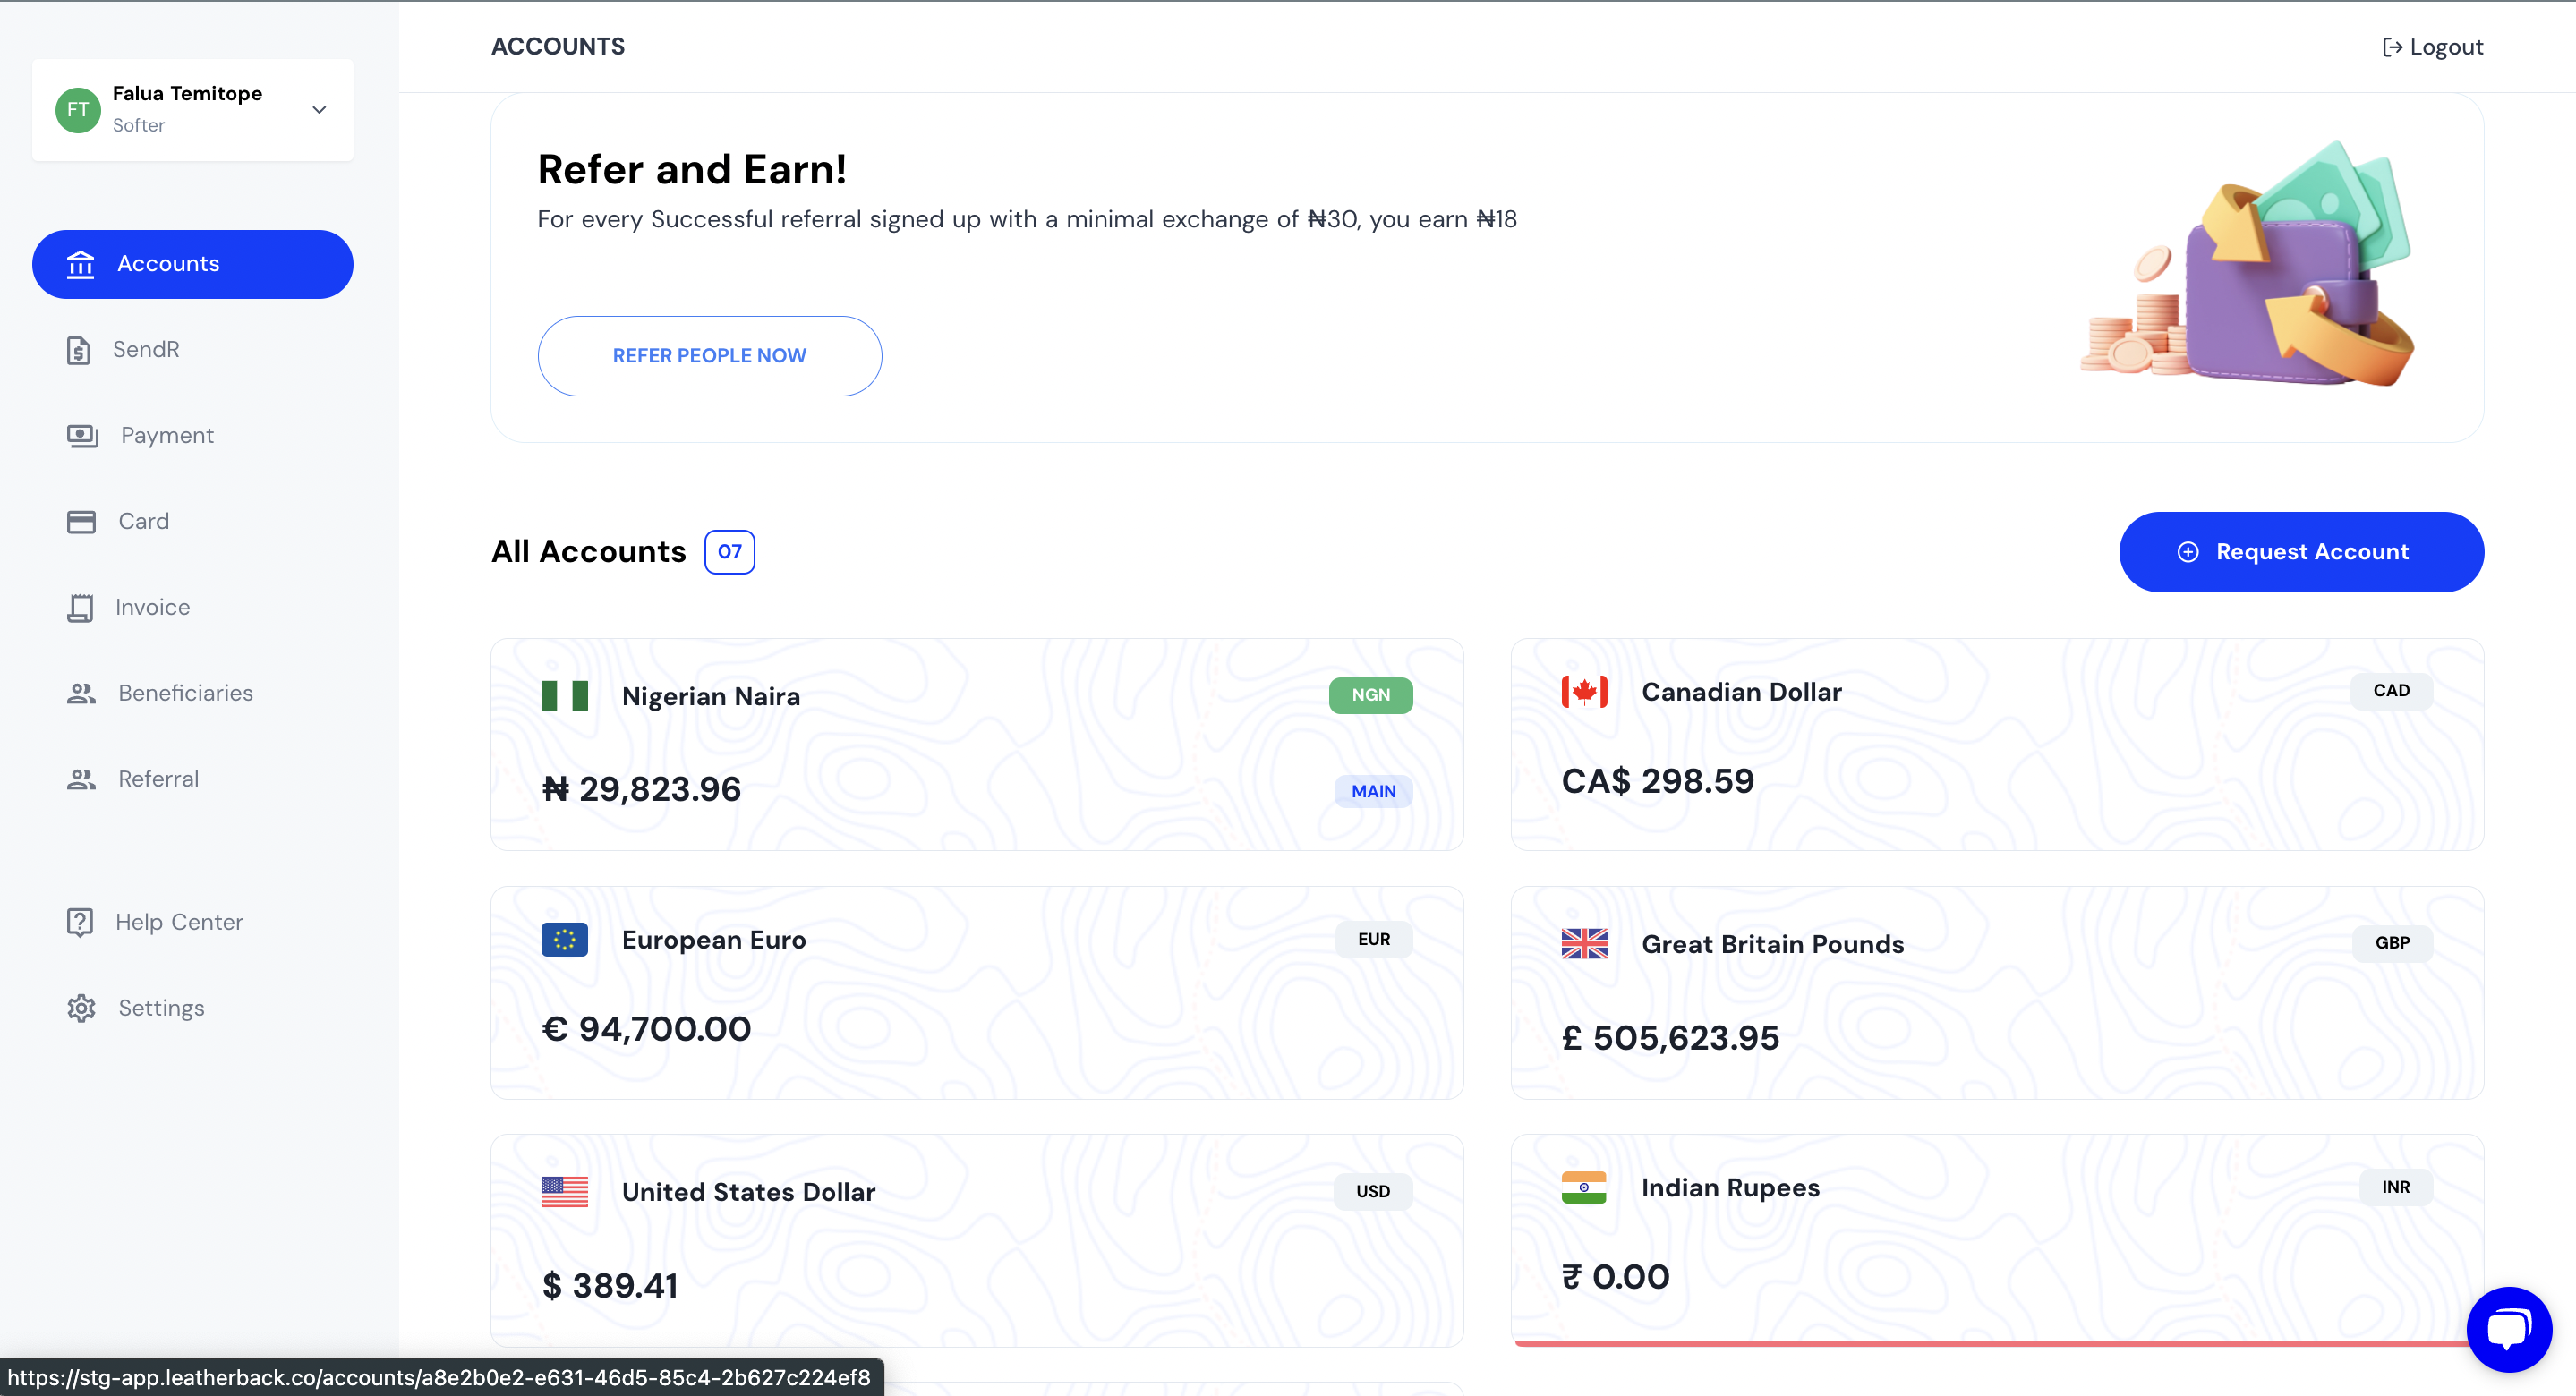 FT
Falua Temitope
Softer
Accounts
SendR
Payment
Card
Invoice
Beneficiaries
Referral
Help Center
Settings
ACCOUNTS
Logout
Refer and Earn!
For every Successful referral signed up with a minimal exchange of ₦30, you earn ₦18
REFER PEOPLE NOW
All Accounts 07
Request Account
Nigerian Naira NGN
₦ 29,823.96 MAIN
Canadian Dollar CAD
CA$ 298.59
European Euro EUR
€ 94,700.00
Great Britain Pounds GBP
£ 505,623.95
United States Dollar USD
$ 389.41
Indian Rupees INR
₹ 0.00
https://stg-app.leatherback.co/accounts/a8e2b0e2-e631-46d5-85c4-2b627c224ef8